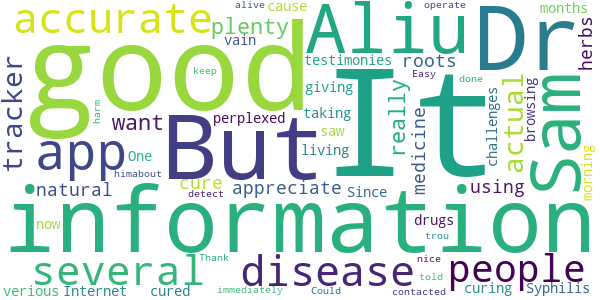 alive cause operate months
accurate plenty Aliu Dr herbs
vain testimonies roots
good giving really It Sam
tracker want perplexed taking medicine challenges actual browsing
But saw
app One living
natural himabout cure appreciate Since using morning
keep harm detect done Easy
information drugs
now trou
several Thank disease nice people
told
verious Internet cured immediately Could contacted curing Syphilis